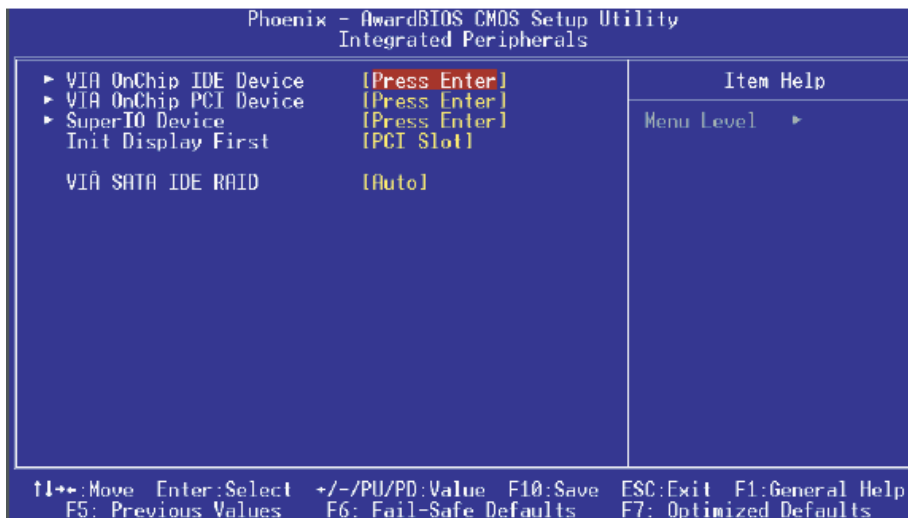 Phoenix - AwardBIOS CMOS Setup Utility
Integrated Peripherals
► VIA OnChip IDE Device [Press Enter]
► VIA OnChip PCI Device [Press Enter]
► SuperIO Device [Press Enter]
Init Display First [PCI Slot]
VIA SATA IDE RAID [Auto]
Item Help
Menu Level ►
↑↓→←:Move Enter:Select +/-/PU/PD:Value F10:Save ESC:Exit F1:General Help
F5: Previous Values F6: Fail-Safe Defaults F7: Optimized Defaults